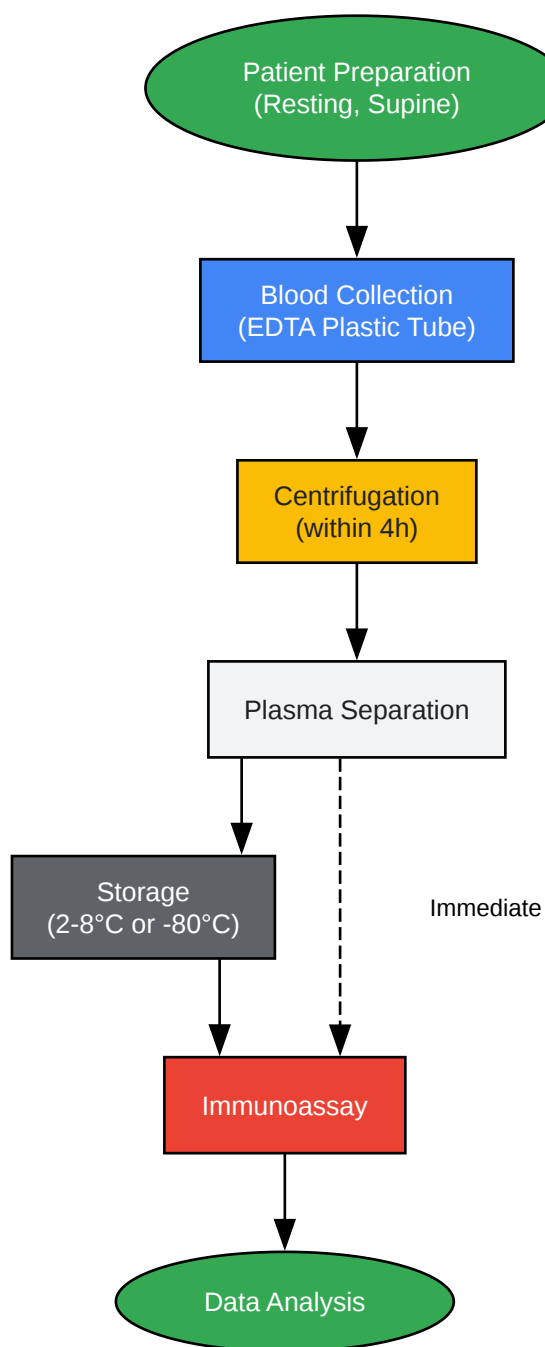 Patient Preparation
(Resting, Supine)
Blood Collection
(EDTA Plastic Tube)
Centrifugation
(within 4h)
Plasma Separation
Storage
(2-8°C or -80°C)
Immediate
Immunoassay
Data Analysis